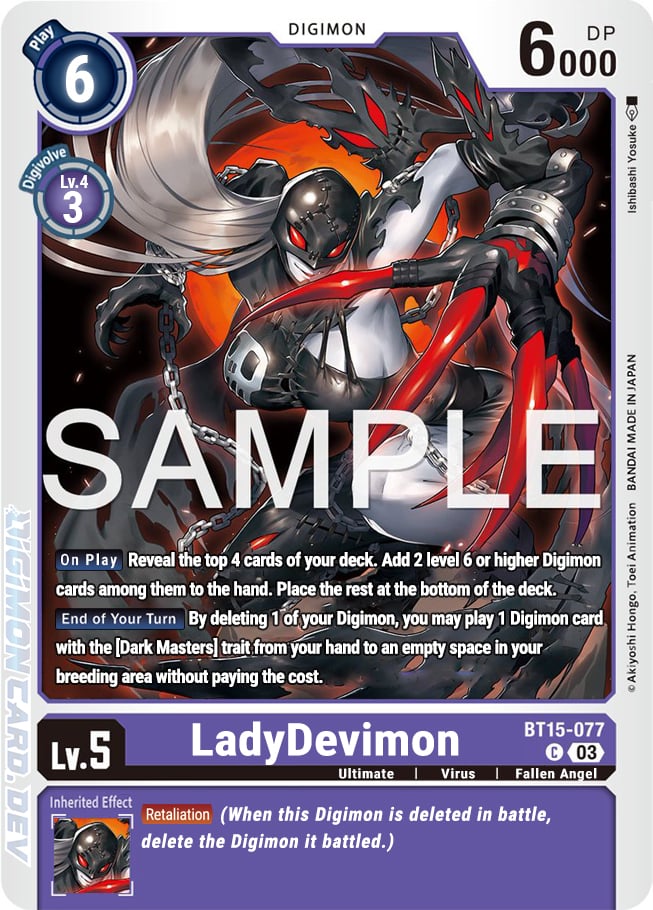 Play
6
DIGIMON
6000
DP
Digivolve
Lv.4
3
Ishibashi Yosuke
SAMPLE
On Play Reveal the top 4 cards of your deck. Add 2 level 6 or higher Digimon
cards among them to the hand. Place the rest at the bottom of the deck.
End of Your Turn By deleting 1 of your Digimon, you may play 1 Digimon card
with the [Dark Masters] trait from your hand to an empty space in your
breeding area without paying the cost.
© Akiyoshi Hongo, Toei Animation BANDAI MADE IN JAPAN
DIGIMONCARD.DEV
Lv.5
LadyDevimon
BT15-077
C 03
Ultimate | Virus | Fallen Angel
Inherited Effect
Retaliation (When this Digimon is deleted in battle,
delete the Digimon it battled.)